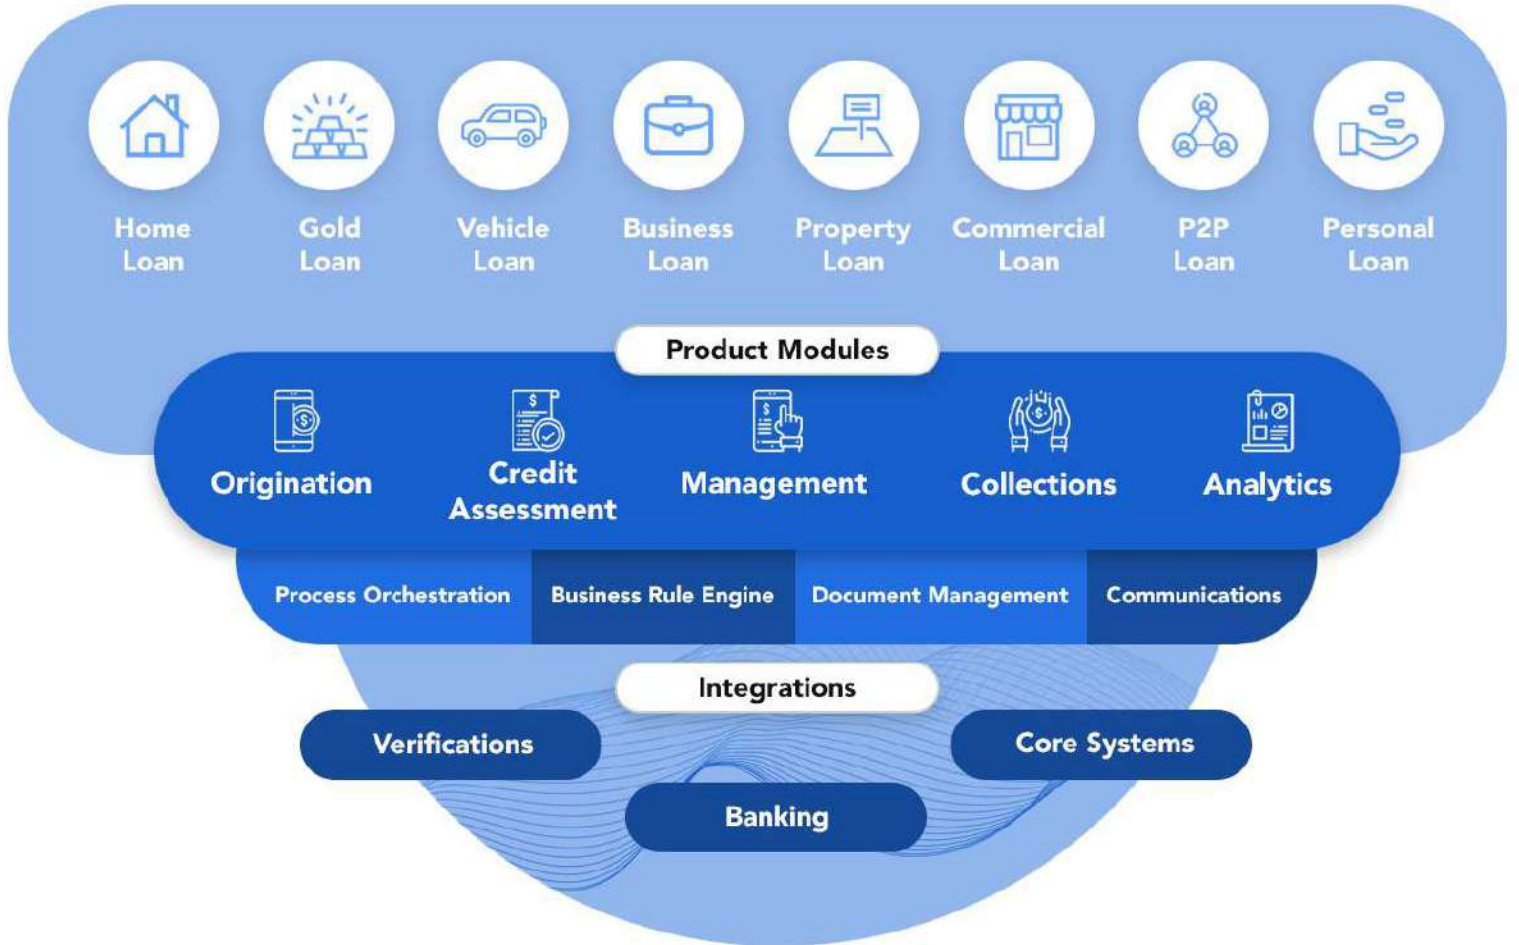 Home
Loan
Gold
Loan
Vehicle
Loan
Business
Loan
Property
Loan
Commercial
Loan
P2P
Loan
Personal
Loan
Product Modules
Origination
Credit
Assessment
Management
Collections
Analytics
Process Orchestration
Business Rule Engine
Document Management
Communications
Integrations
Verifications
Core Systems
Banking